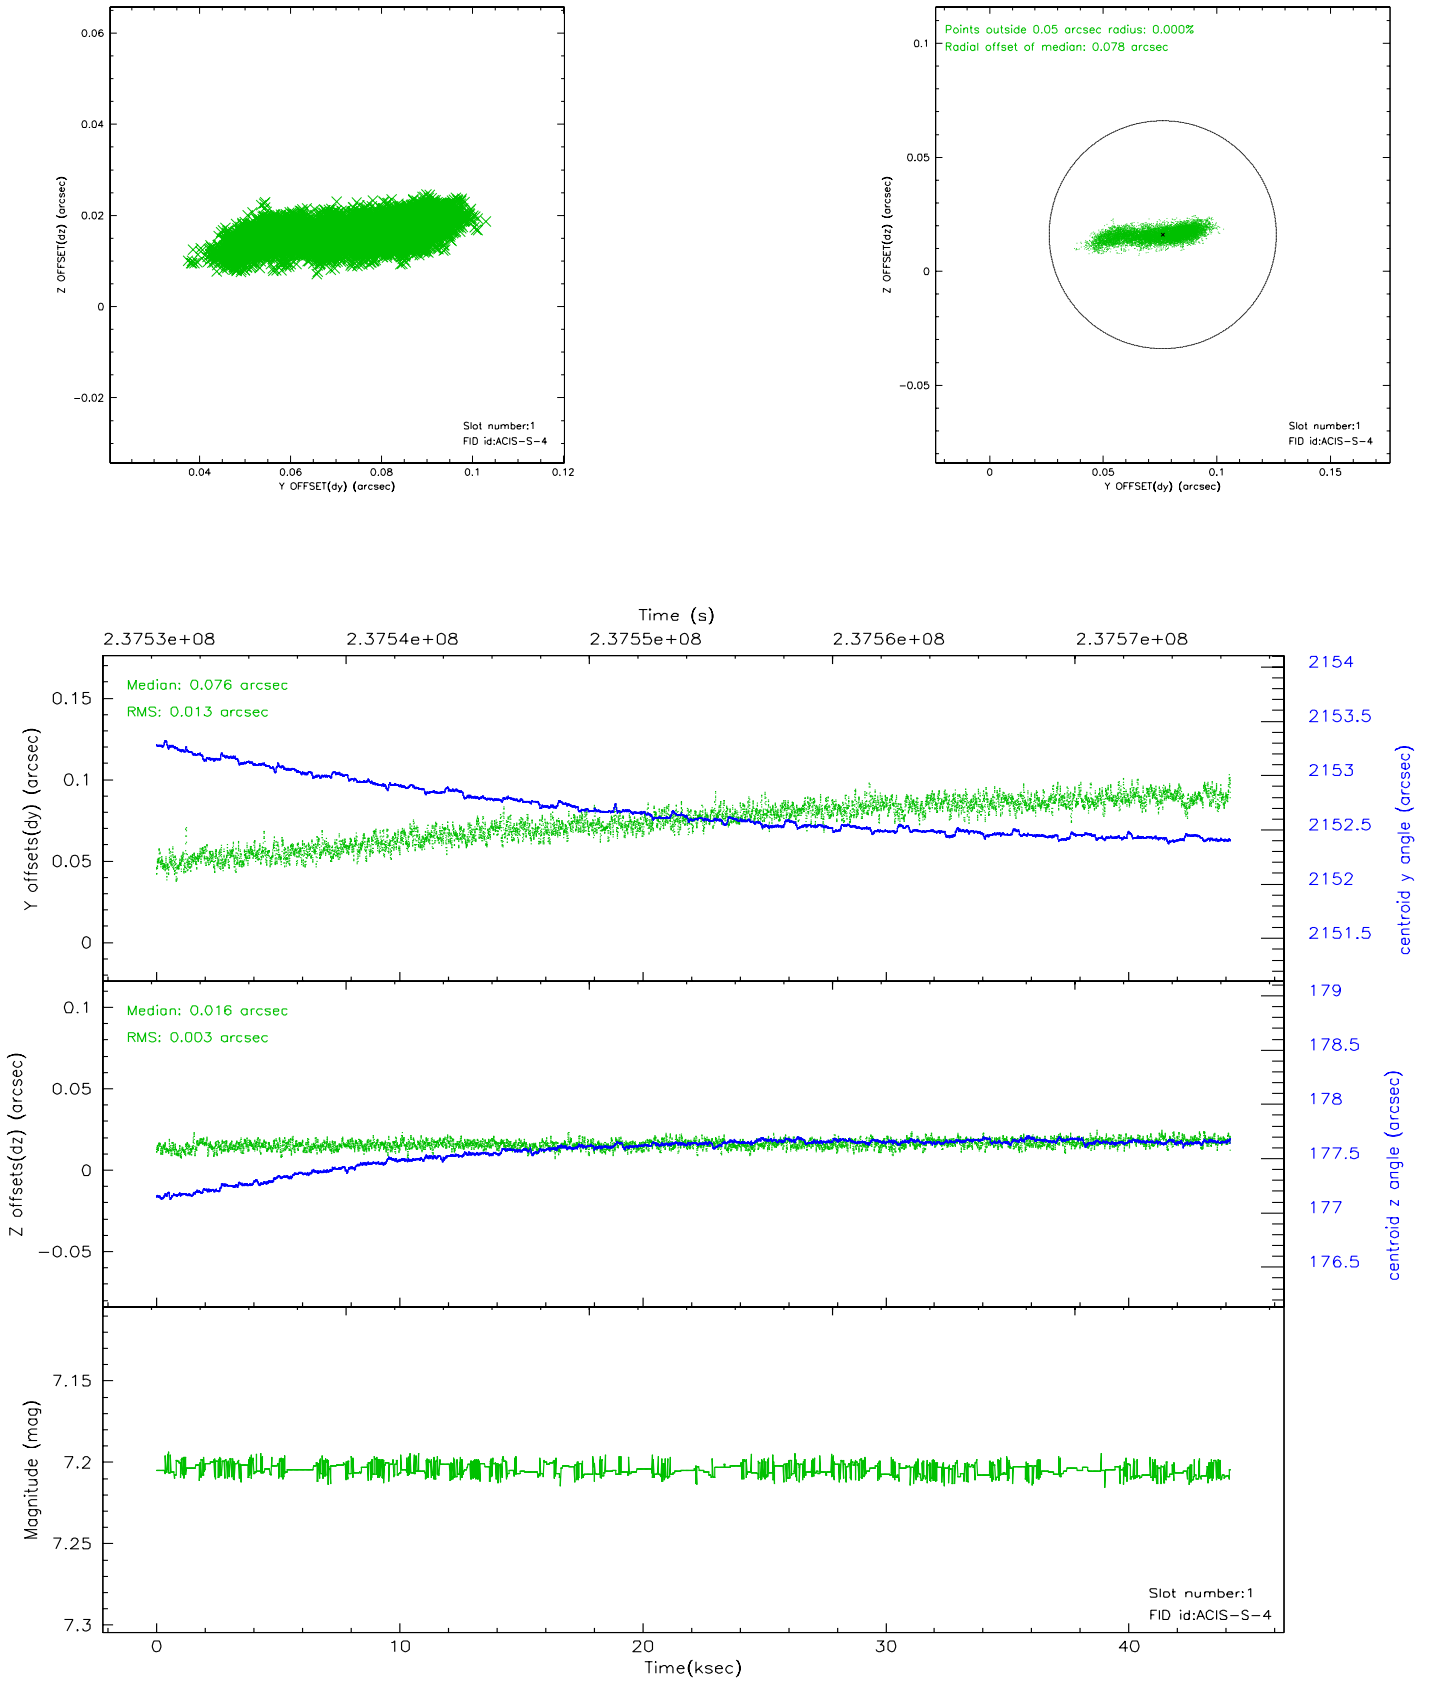 0.06
0.04
0.02
0
−0.02
Z OFFSET(dz) (arcsec)
Slot number:1
FID id:ACIS−S−4
0.04
0.06
0.08
0.1
0.12
Y OFFSET(dy) (arcsec)
Points outside 0.05 arcsec radius: 0.000%
Radial offset of median: 0.078 arcsec
0.1
0.05
0
−0.05
Z OFFSET(dz) (arcsec)
Slot number:1
FID id:ACIS−S−4
0
0.05
0.1
0.15
Y OFFSET(dy) (arcsec)
Time (s)
2.3753e+08
2.3754e+08
2.3755e+08
2.3756e+08
2.3757e+08
Median: 0.076 arcsec
RMS: 0.013 arcsec
0.15
0.1
0.05
0
Y offsets(dy) (arcsec)
2154
2153.5
2153
2152.5
2152
2151.5
centroid y angle (arcsec)
Median: 0.016 arcsec
RMS: 0.003 arcsec
0.1
0.05
0
−0.05
Z offsets(dz) (arcsec)
179
178.5
178
177.5
177
176.5
centroid z angle (arcsec)
7.15
7.2
7.25
7.3
Magnitude (mag)
Slot number:1
FID id:ACIS−S−4
0
10
20
30
40
Time(ksec)